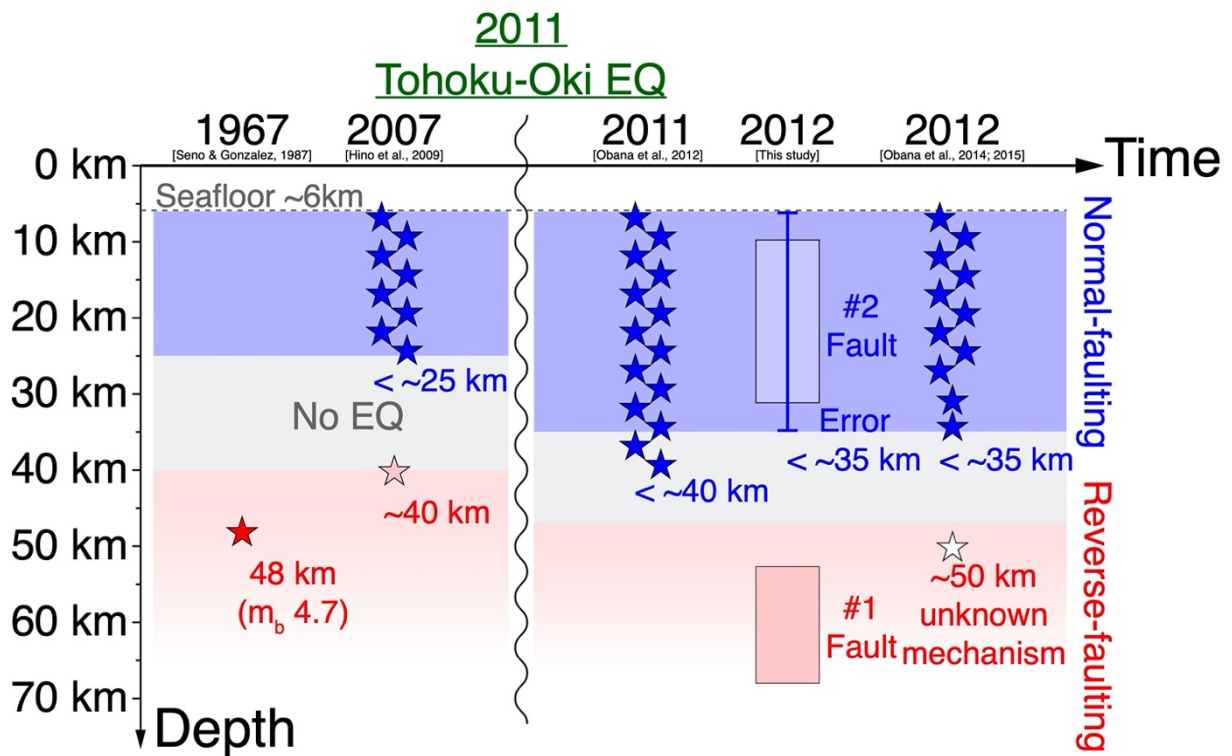 2011
Tohoku-Oki EQ
1967
[Seno & Gonzalez, 1987]
2007
[Hino et al., 2009]
2011
[Obana et al., 2012]
2012
[This study]
2012
[Obana et al., 2014; 2015]
Time
0 km
10 km
20 km
30 km
40 km
50 km
60 km
70 km
Depth
Seafloor ~6km
< ~25 km
No EQ
~40 km
48 km
(m_b 4.7)
< ~40 km
#2
Fault
Error
< ~35 km
< ~35 km
#1
Fault
~50 km
unknown
mechanism
Normal-faulting
Reverse-faulting